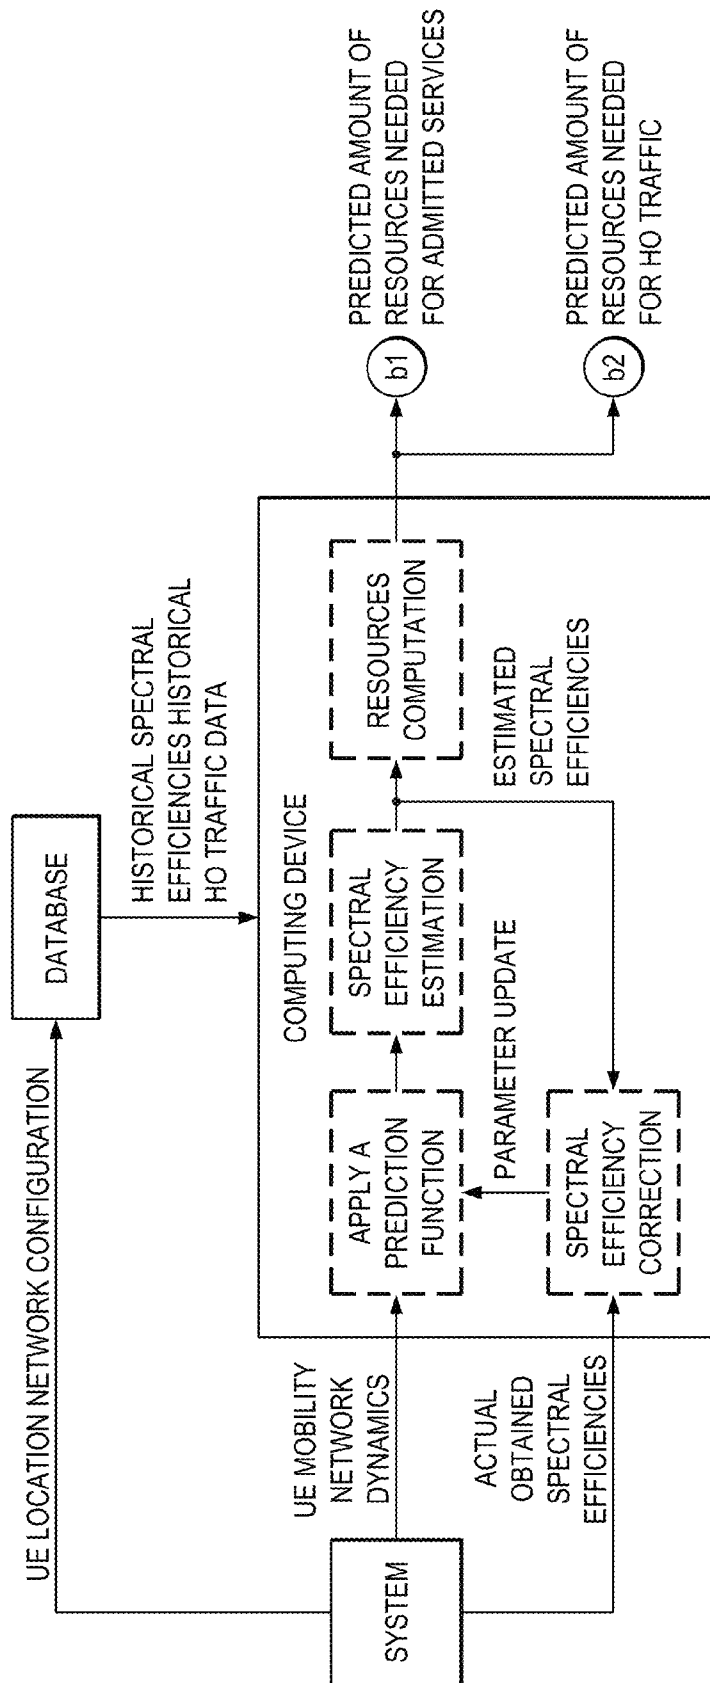 UE LOCATION NETWORK CONFIGURATION
DATABASE
HISTORICAL SPECTRAL
EFFICIENCIES HISTORICAL
HO TRAFFIC DATA
SYSTEM
UE MOBILITY
NETWORK
DYNAMICS
ACTUAL
OBTAINED
SPECTRAL
EFFICIENCIES
COMPUTING DEVICE
APPLY A
PREDICTION
FUNCTION
SPECTRAL
EFFICIENCY
ESTIMATION
RESOURCES
COMPUTATION
PARAMETER UPDATE
SPECTRAL
EFFICIENCY
CORRECTION
ESTIMATED
SPECTRAL
EFFICIENCIES
b1
PREDICTED AMOUNT OF
RESOURCES NEEDED
FOR ADMITTED SERVICES
b2
PREDICTED AMOUNT OF
RESOURCES NEEDED
FOR HO TRAFFIC